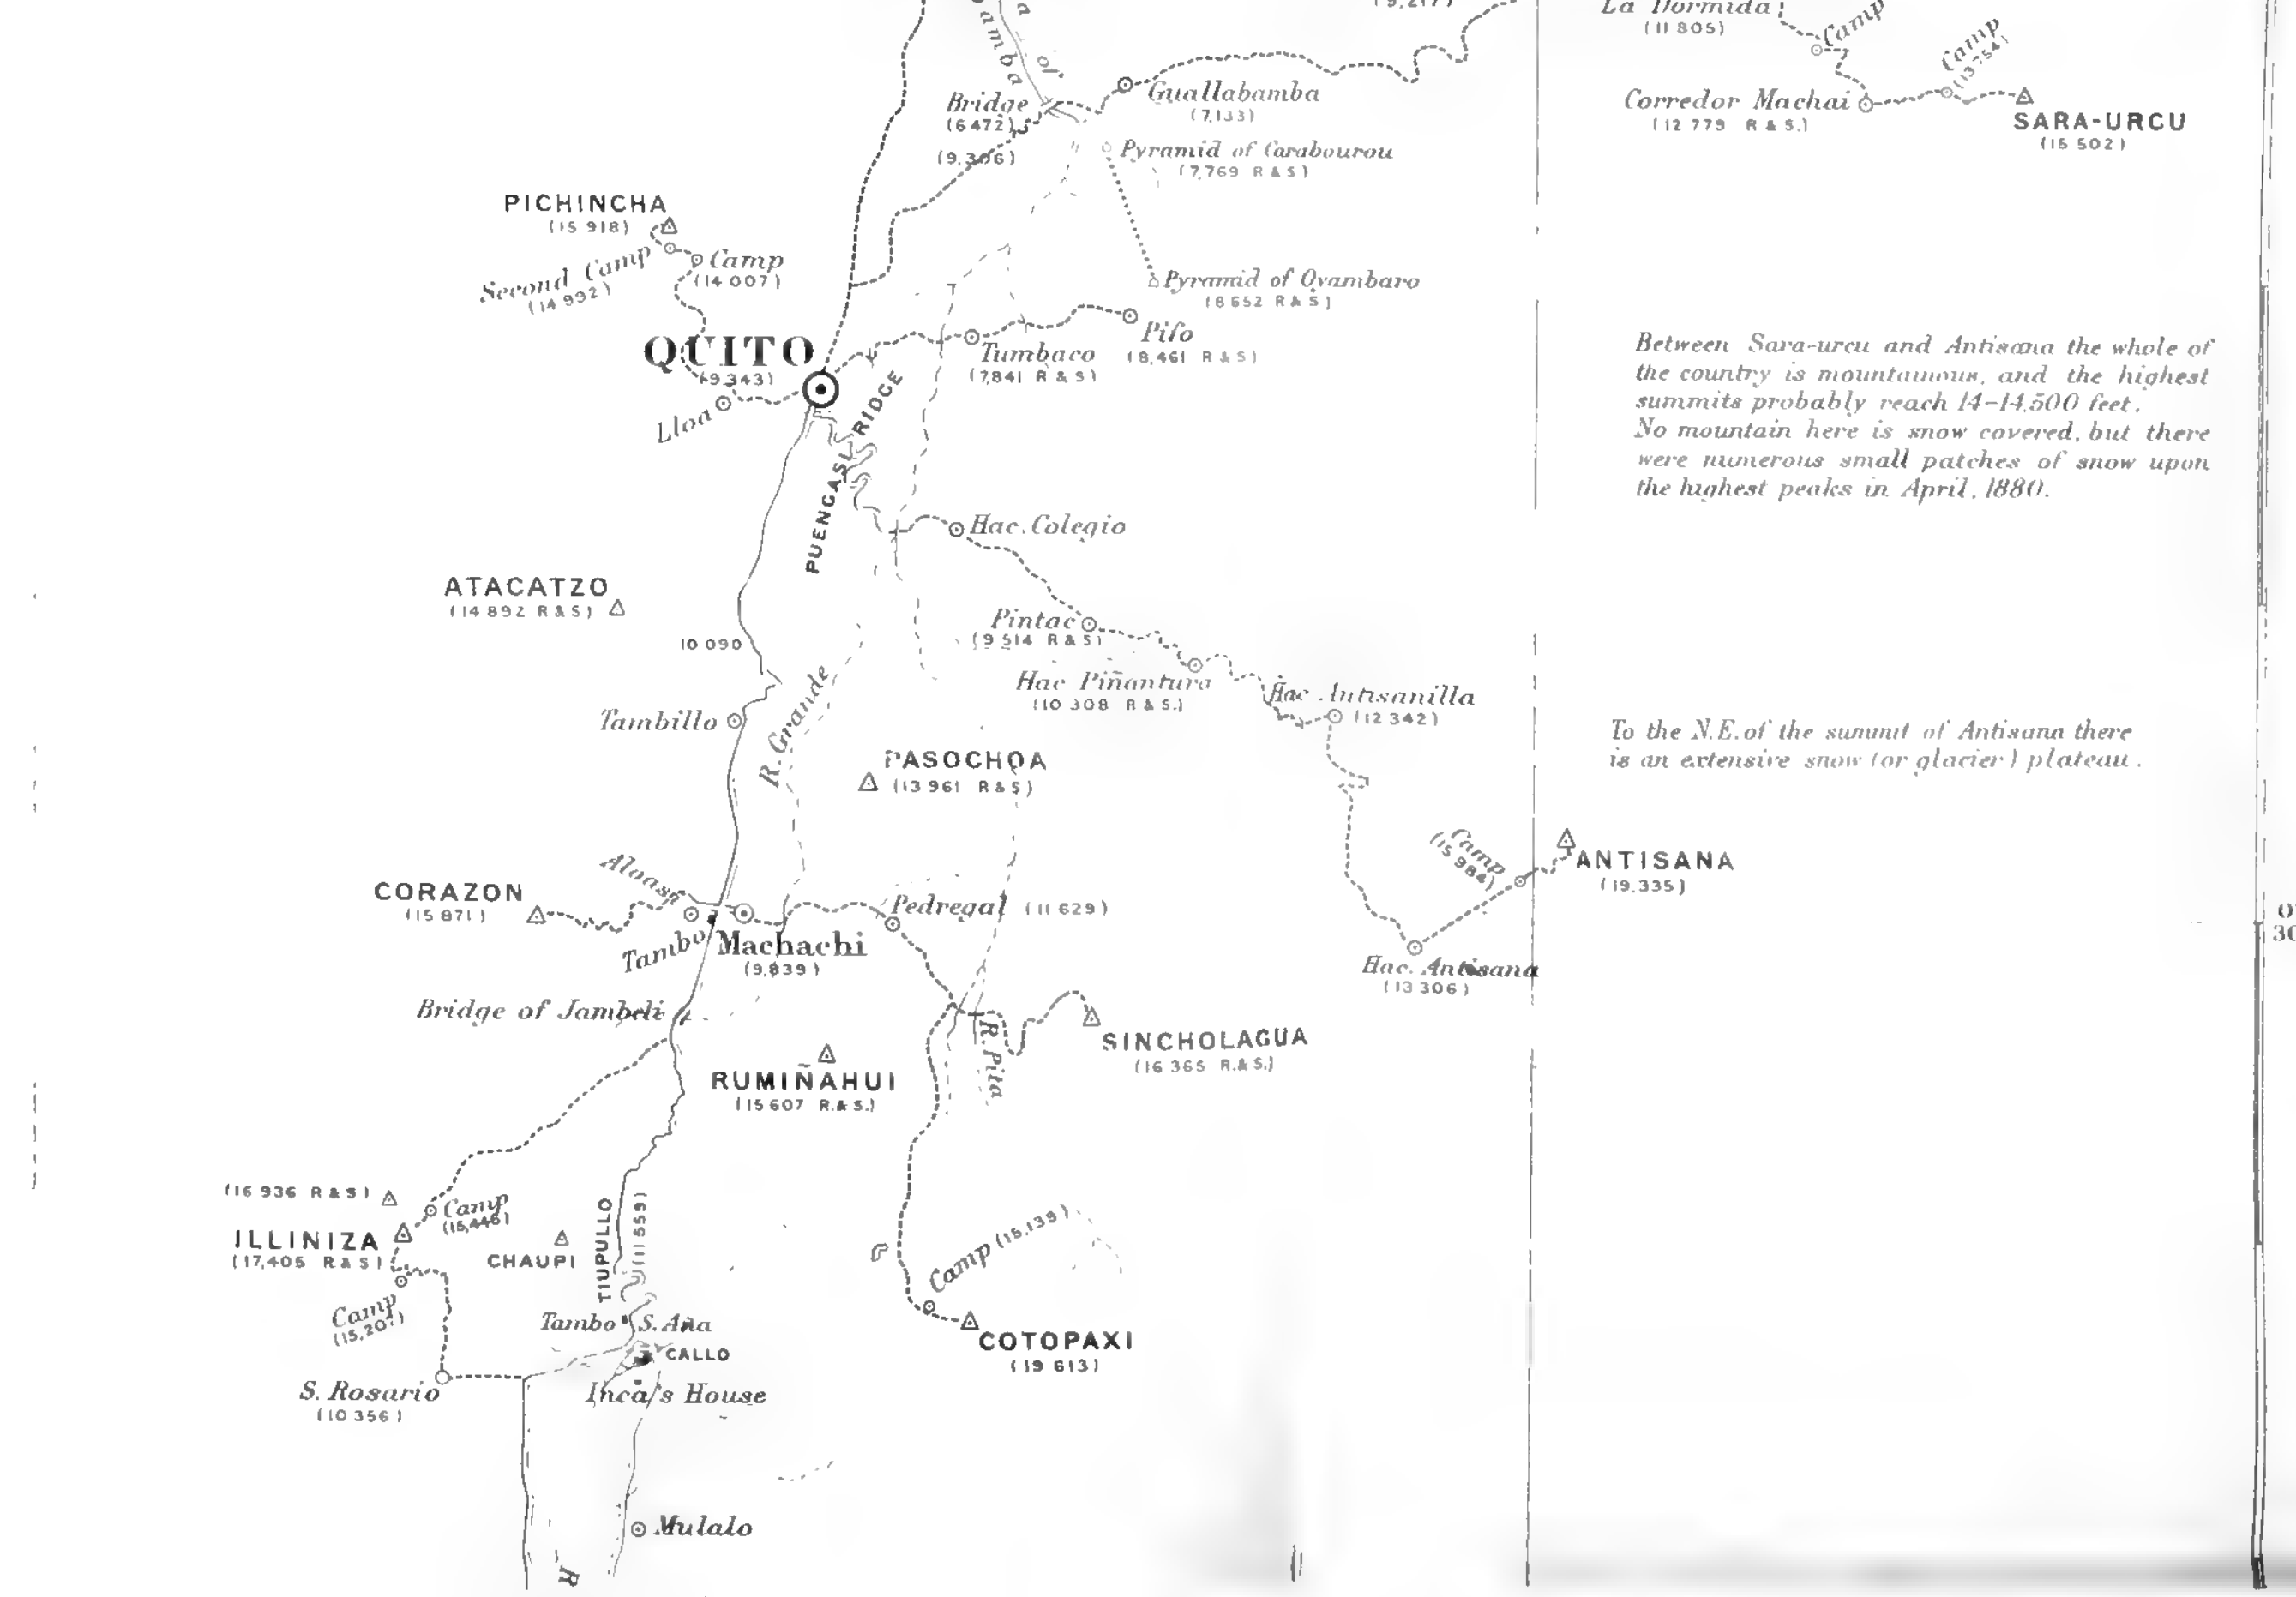 amba
a
of
(9,217)
La Dormida
(11 805)
Camp
Camp
(13 754)
Bridge
(6 472)
Guallabamba
(7,133)
Corredor Machai
(12 779 R & S.)
SARA-URCU
(15 502)
(9,306)
Pyramid of Carabourou
(7,769 R & S)
PICHINCHA
(15 918)
Second Camp
(14 992)
Camp
(14 007)
Pyramid of Oyambaro
(8 652 R & S)
QUITO
(9.343)
Pifo
(8,461 R & S)
Tumbaco
(7,841 R & S)
Lloa
PUENGASI RIDGE
Between Sara-urcu and Antisana the whole of
the country is mountainous, and the highest
summits probably reach 14-14,500 feet.
No mountain here is snow covered, but there
were numerous small patches of snow upon
the highest peaks in April, 1880.
Hac. Colegio
ATACATZO
(14 892 R & S)
10 090
Pintac
(9 514 R & S)
Hac Piñantura
(10 308 R & S.)
Hac Antisanilla
(12 342)
Tambillo
R. Grande
To the N.E. of the summit of Antisana there
is an extensive snow (or glacier) plateau.
PASOCHOA
(13 961 R & S)
Camp
(15 984)
ANTISANA
(19,335)
Aloasi
CORAZON
(15 871)
Pedregal (11 629)
Tambo
Machachi
(9,839)
Hac. Antisana
(13 306)
O°
30
Bridge of Jambeli
R. Pita
SINCHOLAGUA
(16 365 R. & S.)
RUMIÑAHUI
(15 607 R. & S.)
(16 936 R & S)
Camp
(15,446)
ILLINIZA
(17,405 R & S)
CHAUPI
TIUPULLO
(11 559)
Camp (15,139)
Camp
(15,207)
Tambo S. Ana
CALLO
COTOPAXI
(19 613)
S. Rosario
(10 356)
Inca's House
Mulalo
R